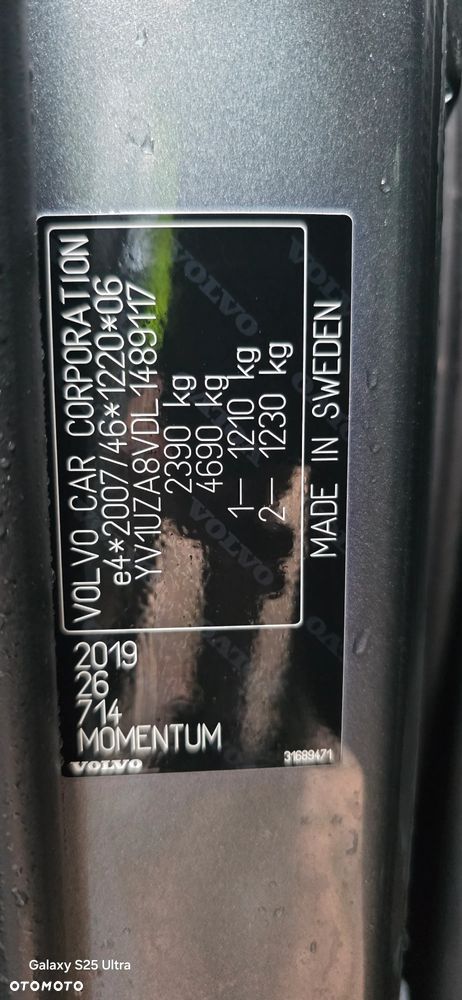 VOLVO CAR CORPORATION
e4*2007/46*1220*06
YV1UZA8VDL1489117
2390 kg
4690 kg
1— 1210 kg
2— 1230 kg
MADE IN SWEDEN
2019
26
714
MOMENTUM
VOLVO
31689471
Galaxy S25 Ultra
OTOMOTO